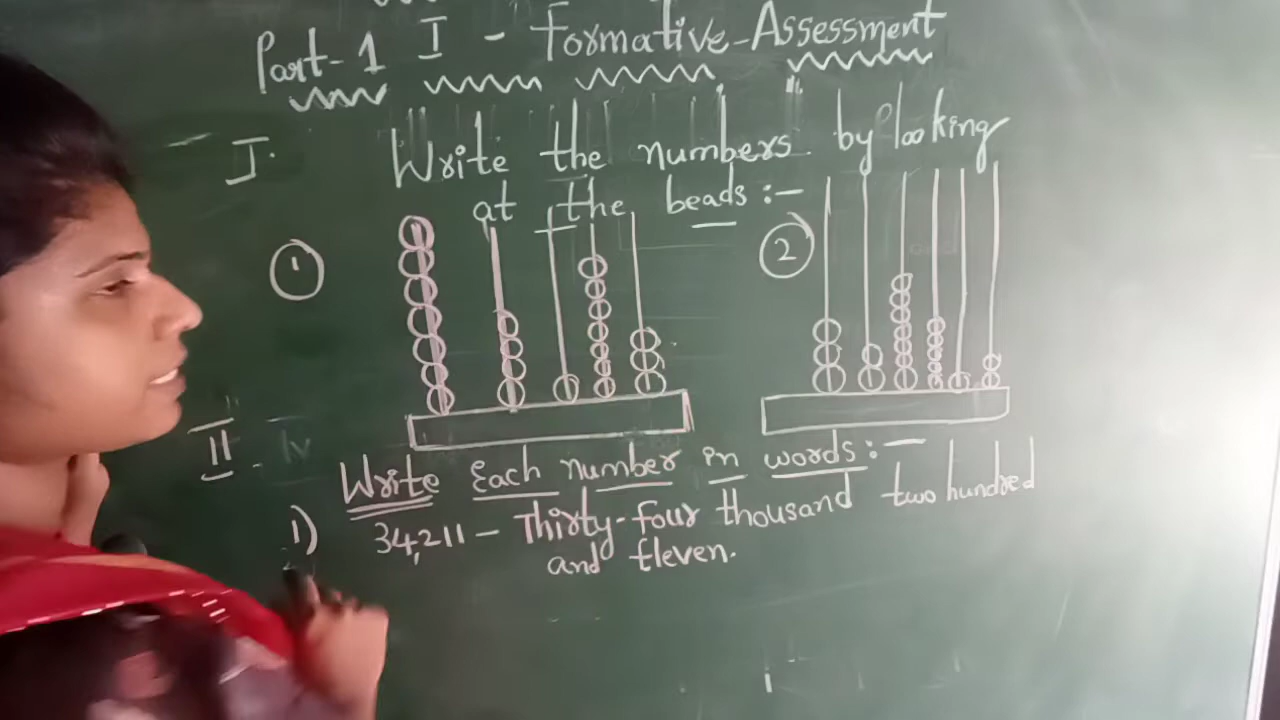 Part-1 I - Formative-Assessment
I. Write the numbers by looking
at the beads :-
1 2
II. Write Each number in words :-
1) 34,211 - Thirty-four thousand two hundred
and Eleven.